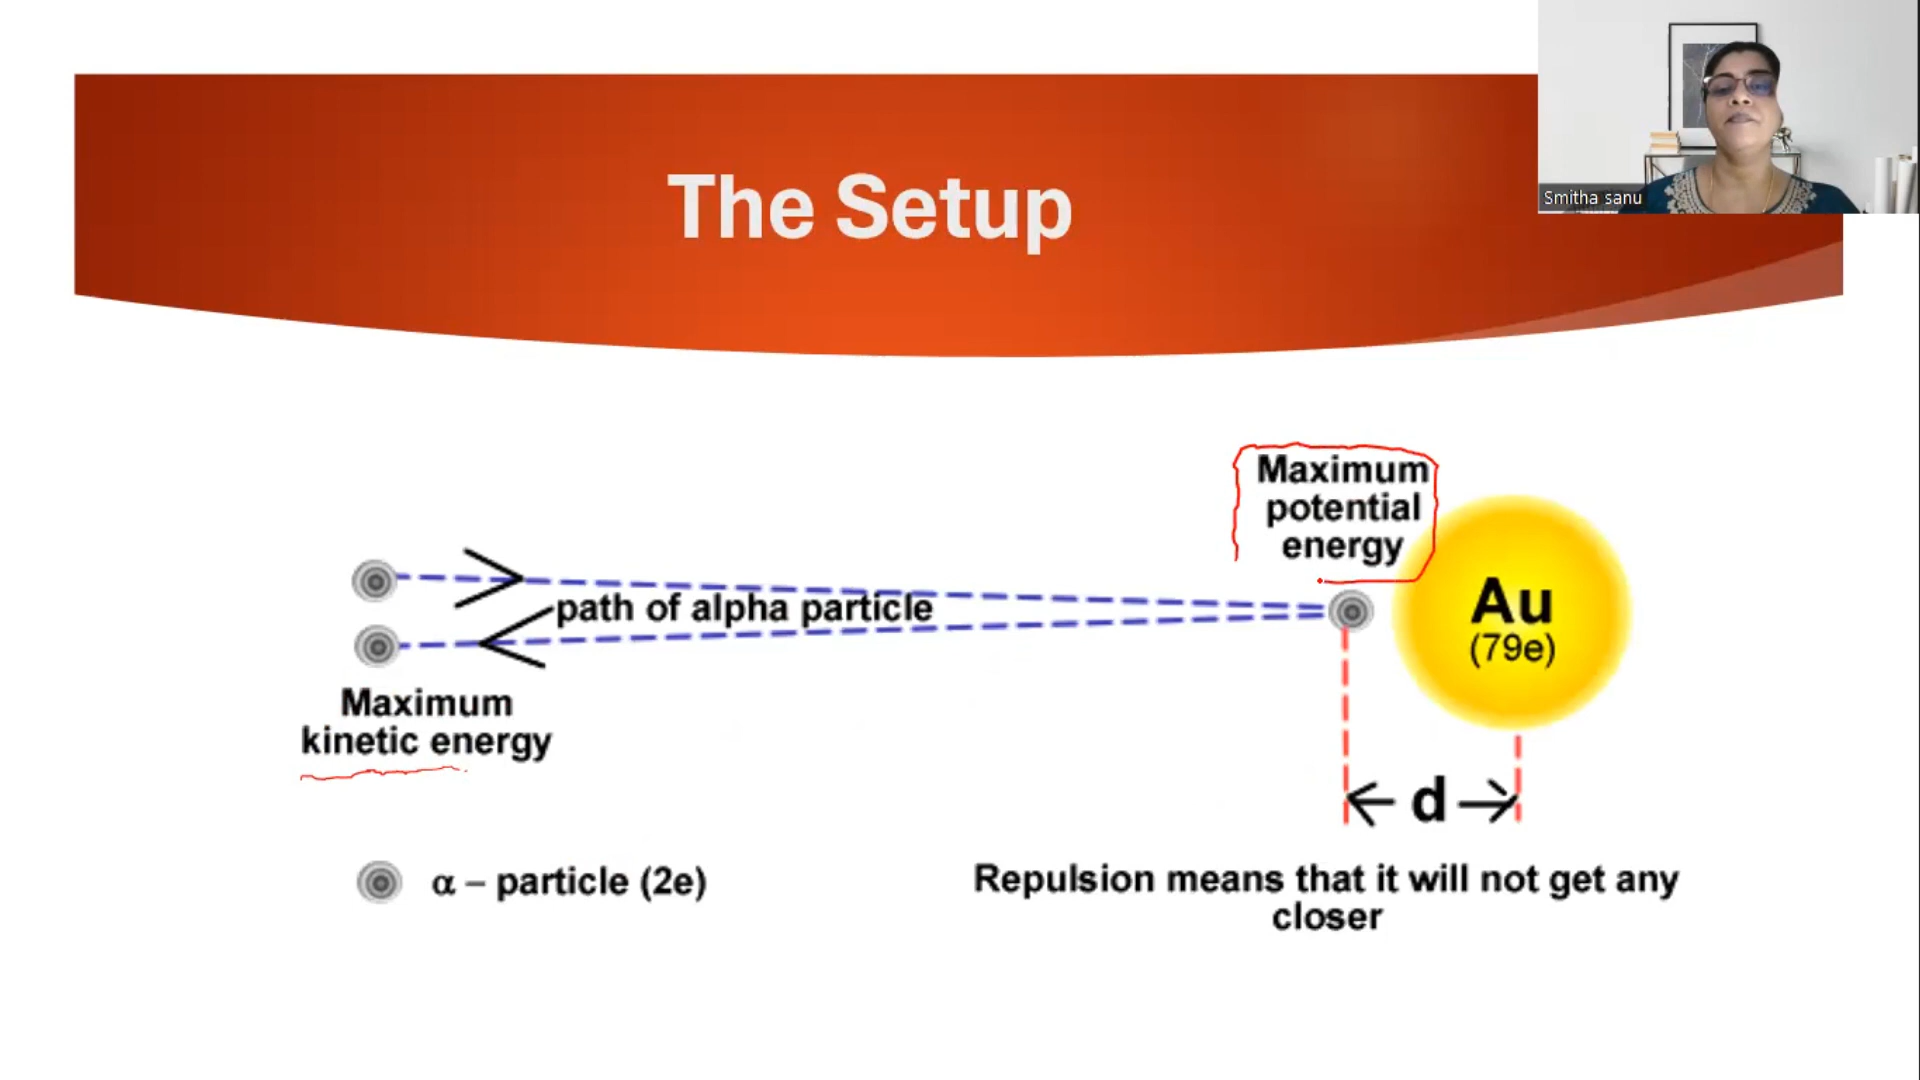 The Setup
Smitha sanu
Maximum
potential
energy
Au
(79e)
path of alpha particle
Maximum
kinetic energy
d
α – particle (2e)
Repulsion means that it will not get any
closer